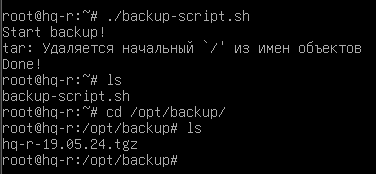 root@hq-r:~# ./backup-script.sh
Start backup!
tar: Удаляется начальный `/' из имен объектов
Done!
root@hq-r:~# ls
backup-script.sh
root@hq-r:~# cd /opt/backup/
root@hq-r:/opt/backup# ls
hq-r-19.05.24.tgz
root@hq-r:/opt/backup#